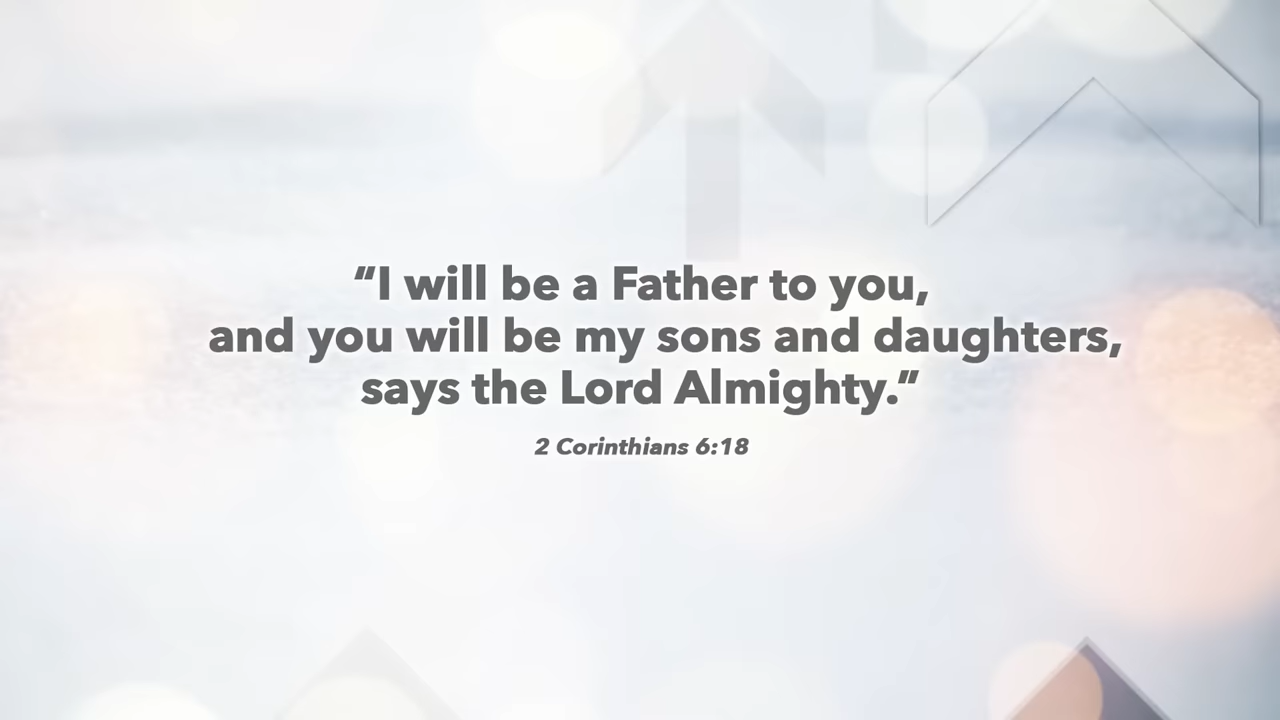 “I will be a Father to you,
and you will be my sons and daughters,
says the Lord Almighty.”
2 Corinthians 6:18